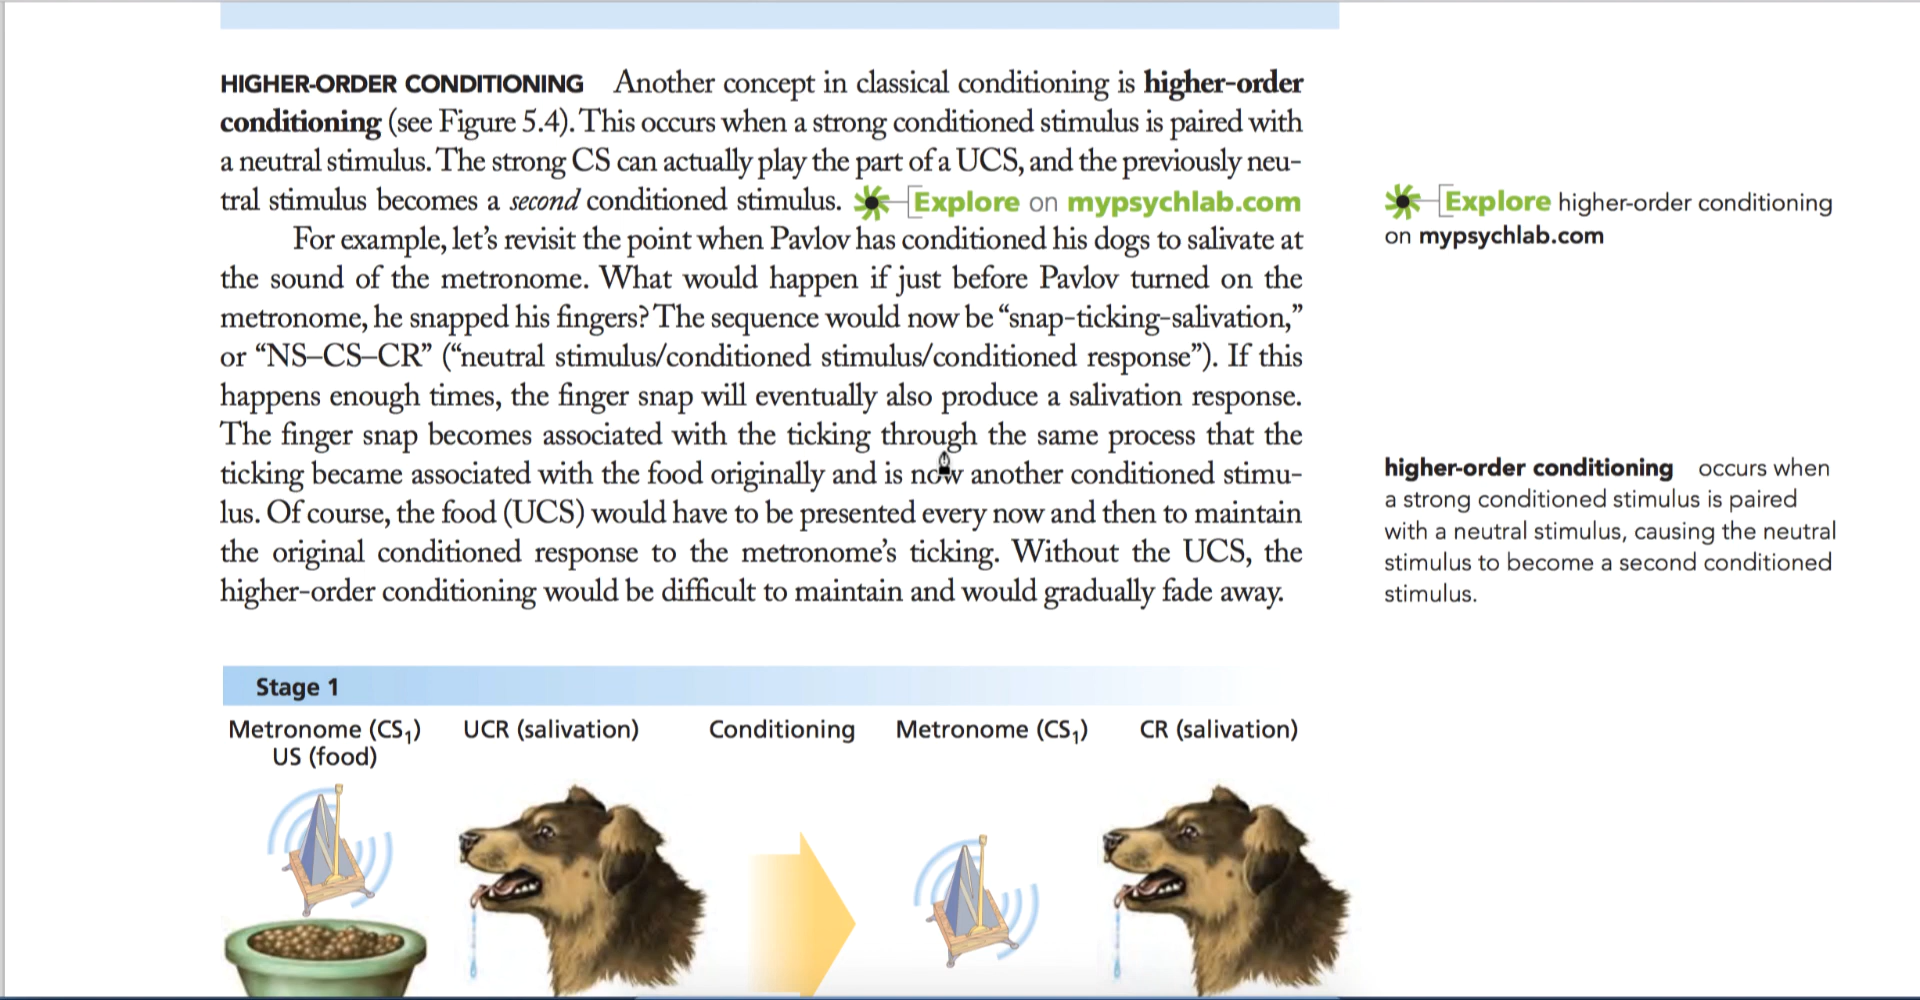 HIGHER-ORDER CONDITIONING Another concept in classical conditioning is higher-order
conditioning (see Figure 5.4). This occurs when a strong conditioned stimulus is paired with
a neutral stimulus. The strong CS can actually play the part of a UCS, and the previously neu-
tral stimulus becomes a second conditioned stimulus. Explore on mypsychlab.com
For example, let's revisit the point when Pavlov has conditioned his dogs to salivate at
the sound of the metronome. What would happen if just before Pavlov turned on the
metronome, he snapped his fingers? The sequence would now be “snap-ticking-salivation,”
or “NS–CS–CR” (“neutral stimulus/conditioned stimulus/conditioned response”). If this
happens enough times, the finger snap will eventually also produce a salivation response.
The finger snap becomes associated with the ticking through the same process that the
ticking became associated with the food originally and is now another conditioned stimu-
lus. Of course, the food (UCS) would have to be presented every now and then to maintain
the original conditioned response to the metronome’s ticking. Without the UCS, the
higher-order conditioning would be difficult to maintain and would gradually fade away.
Explore higher-order conditioning
on mypsychlab.com
higher-order conditioning occurs when
a strong conditioned stimulus is paired
with a neutral stimulus, causing the neutral
stimulus to become a second conditioned
stimulus.
Stage 1
Metronome (CS₁) UCR (salivation) Conditioning Metronome (CS₁) CR (salivation)
US (food)